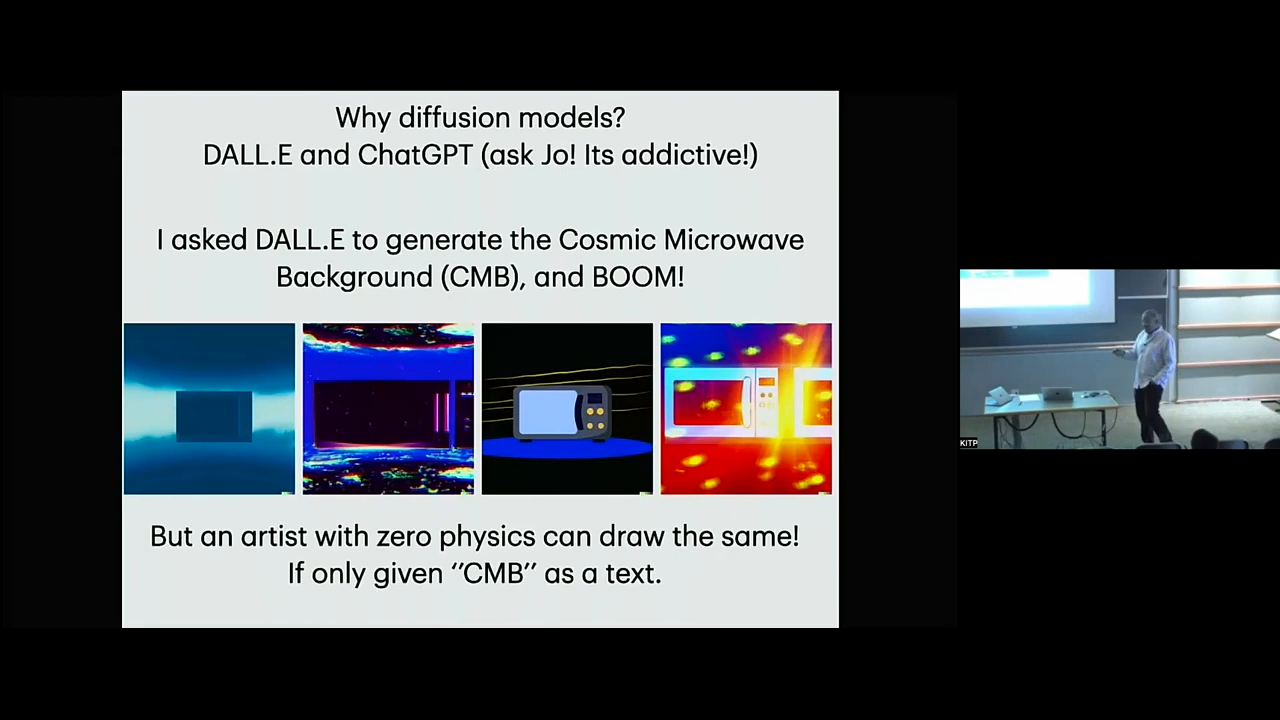 Why diffusion models?
DALL.E and ChatGPT (ask Jo! Its addictive!)
I asked DALL.E to generate the Cosmic Microwave
Background (CMB), and BOOM!
But an artist with zero physics can draw the same!
If only given ‘’CMB’’ as a text.
KITP